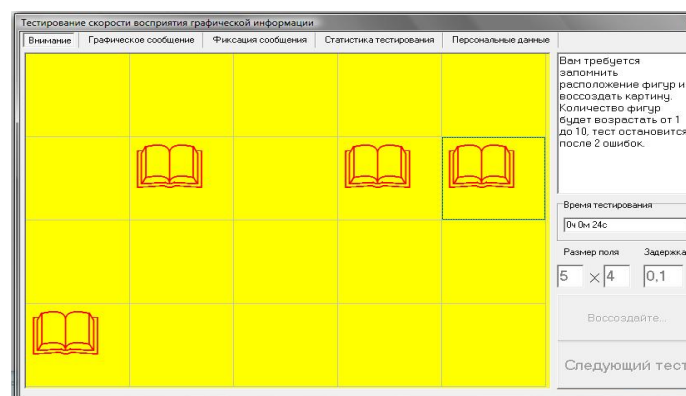 Тестирование скорости восприятия графической информации
Внимание Графическое сообщение Фиксация сообщения Статистика тестирования Персональные данные
Вам требуется
запомнить
расположение фигур и
воссоздать картину.
Количество фигур
будет возрастать от 1
до 10, тест остановится
после 2 ошибок.
Время тестирования
0ч 0м 24с
Размер поля Задержка
5 × 4 0,1
Воссоздайте...
Следующий тест